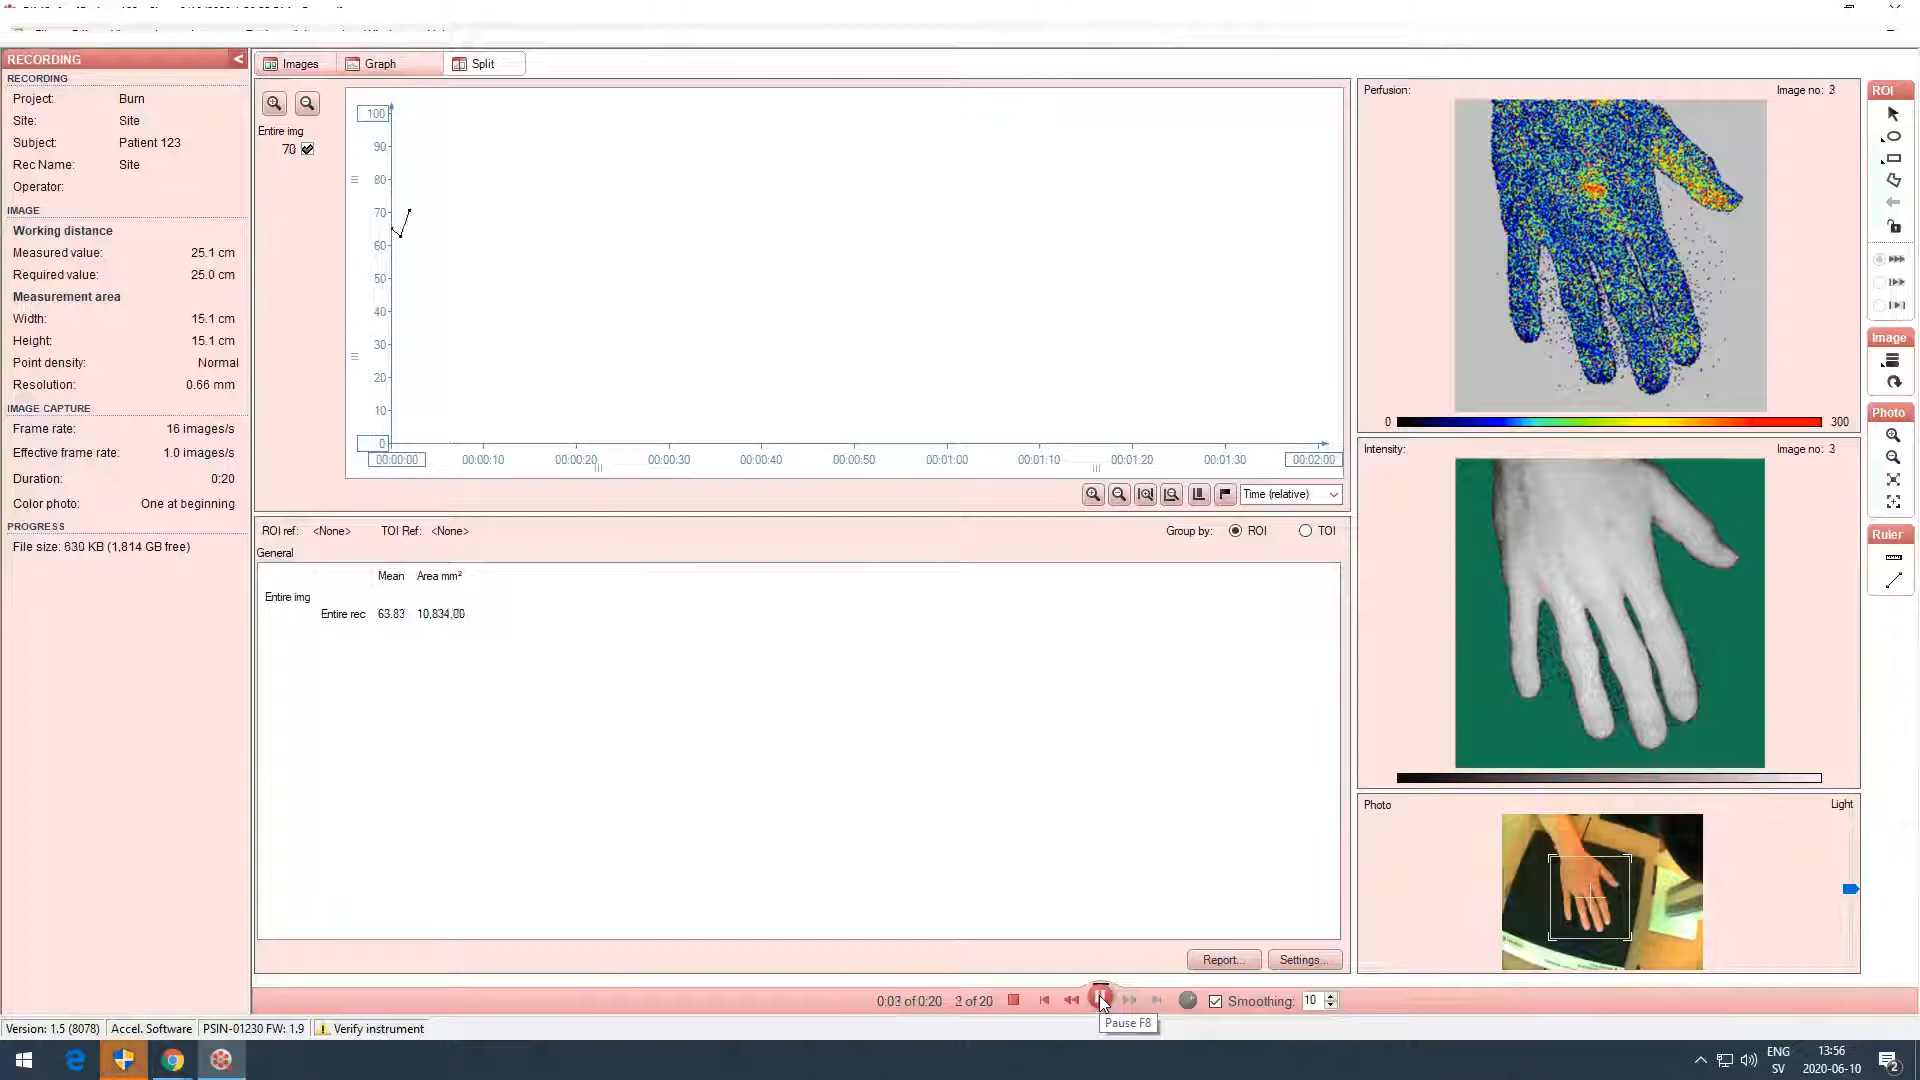 RECORDING <
RECORDING
Project: Burn
Site: Site
Subject: Patient 123
Rec Name: Site
Operator:
IMAGE
Working distance
Measured value: 25.1 cm
Required value: 25.0 cm
Measurement area
Width: 15.1 cm
Height: 15.1 cm
Point density: Normal
Resolution: 0.66 mm
IMAGE CAPTURE
Frame rate: 16 images/s
Effective frame rate: 1.0 images/s
Duration: 0:20
Color photo: One at beginning
PROGRESS
File size: 630 KB (1,814 GB free)
Images Graph Split
Entire img
70
100
90
80
70
60
50
40
30
20
10
0
00:00:00 00:00:10 00:00:20 00:00:30 00:00:40 00:00:50 00:01:00 00:01:10 00:01:20 00:01:30 00:02:00
Time (relative)
ROI ref: <None> TOI Ref: <None> Group by: ROI TOI
General
Mean Area mm²
Entire img
Entire rec 63.83 10,834.00
Report... Settings...
0:03 of 0:20 2 of 20 Smoothing: 10
Pause F8
Perfusion: Image no: 3
0 300
Intensity: Image no: 3
Photo Light
ROI
Image
Photo
Ruler
Version: 1.5 (8078) Accel. Software PSIN-01230 FW: 1.9 Verify instrument
ENG
SV
13:56
2020-06-10
2